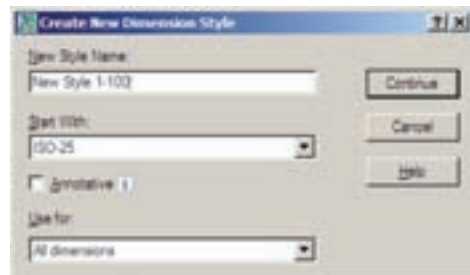 Create New Dimension Style
New Style Name:
New Style 1-100
Continue
Start With:
ISO-25
Cancel
Annotative
Help
Use for:
All dimensions